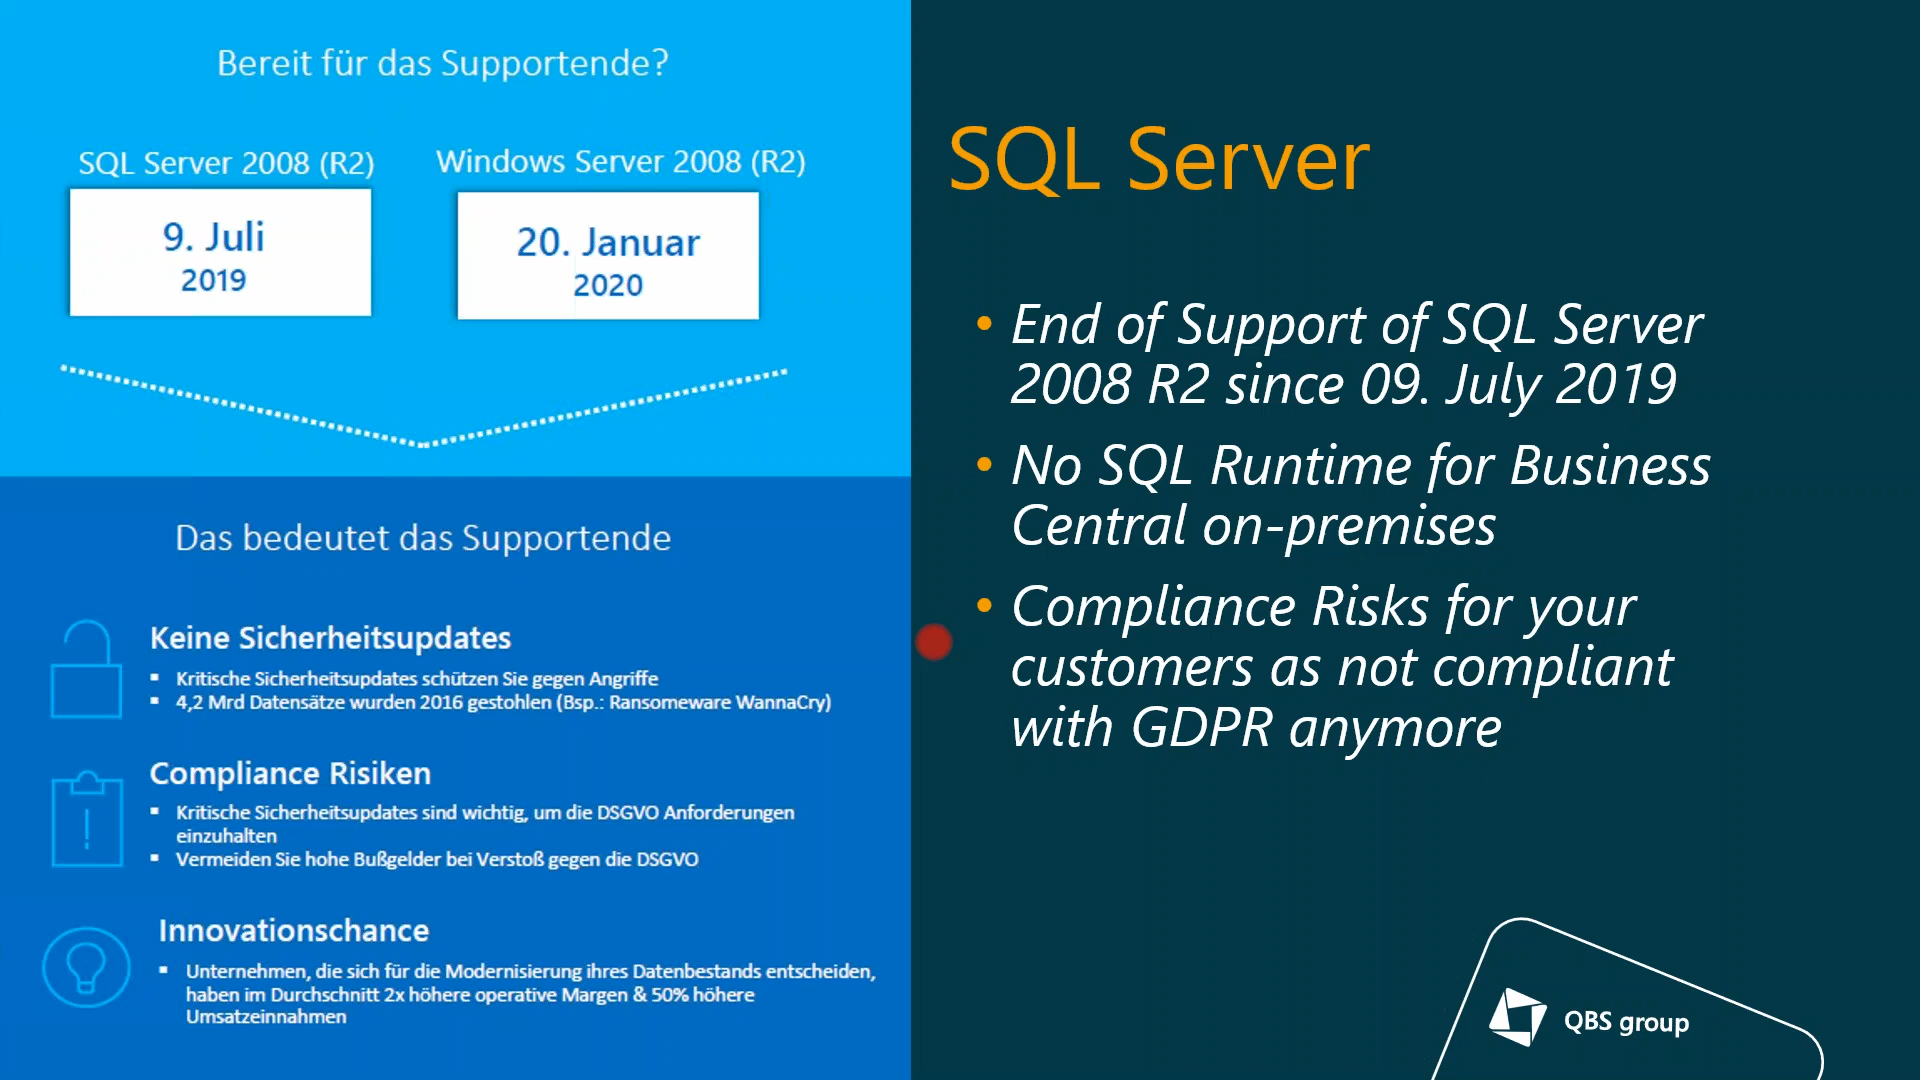 Bereit für das Supportende?
SQL Server 2008 (R2)
Windows Server 2008 (R2)
9. Juli
2019
20. Januar
2020
Das bedeutet das Supportende
Keine Sicherheitsupdates
▪ Kritische Sicherheitsupdates schützen Sie gegen Angriffe
▪ 4,2 Mrd Datensätze wurden 2016 gestohlen (Bsp.: Ransomeware WannaCry)
Compliance Risiken
▪ Kritische Sicherheitsupdates sind wichtig, um die DSGVO Anforderungen
einzuhalten
▪ Vermeiden Sie hohe Bußgelder bei Verstoß gegen die DSGVO
Innovationschance
▪ Unternehmen, die sich für die Modernisierung ihres Datenbestands entscheiden,
haben im Durchschnitt 2x höhere operative Margen & 50% höhere
Umsatzeinnahmen
SQL Server
• End of Support of SQL Server
2008 R2 since 09. July 2019
• No SQL Runtime for Business
Central on-premises
• Compliance Risks for your
customers as not compliant
with GDPR anymore
QBS group